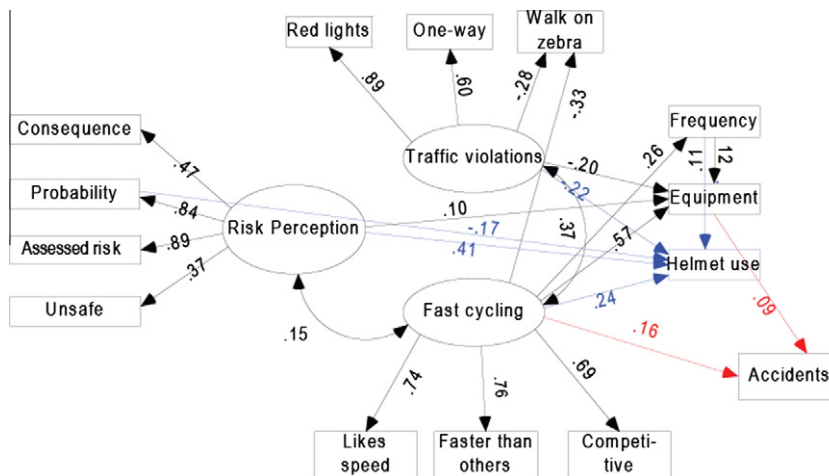 Red lights
One-way
Walk on
zebra
.89
.60
-.28
-.33
Consequence
Frequency
.47
Traffic violations
.26
.11
.12
Probability
-.20
Equipment
.84
-.22
.10
Risk Perception
.37
-.17
.57
Assessed risk
.89
.41
Helmet use
.37
Unsafe
Fast cycling
.24
.09
.15
.16
Accidents
.74
.76
.69
Likes
speed
Faster than
others
Competi-
tive